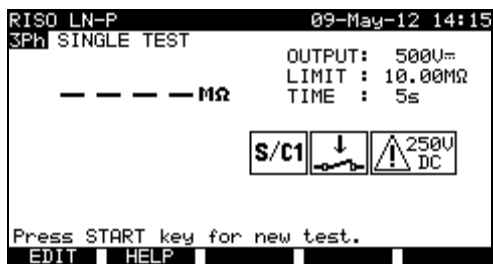 RISO LN-P 09-May-12 14:15
3Ph SINGLE TEST
OUTPUT: 500V⎓
LIMIT : 10.00MΩ
TIME : 5s
– – – – MΩ
S/C1
250V
DC
Press START key for new test.
EDIT HELP